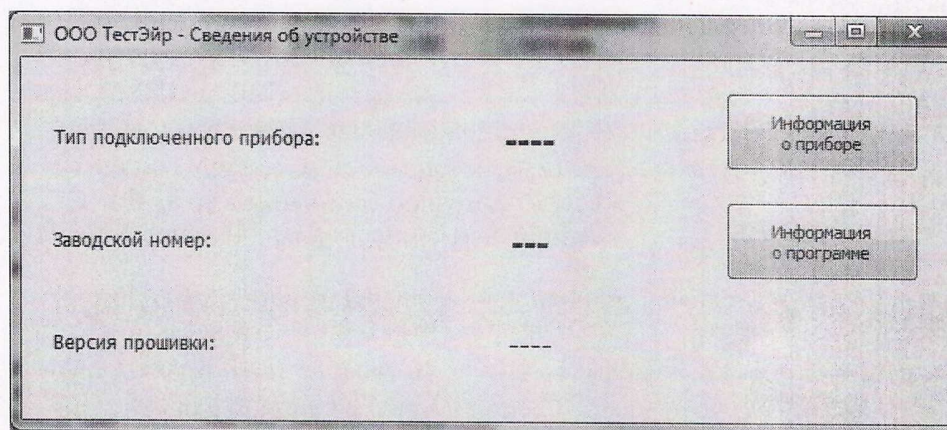 ООО ТестЭйр - Сведения об устройстве
Тип подключенного прибора:
----
Информация
о приборе
Заводской номер:
---
Информация
о программе
Версия прошивки:
----